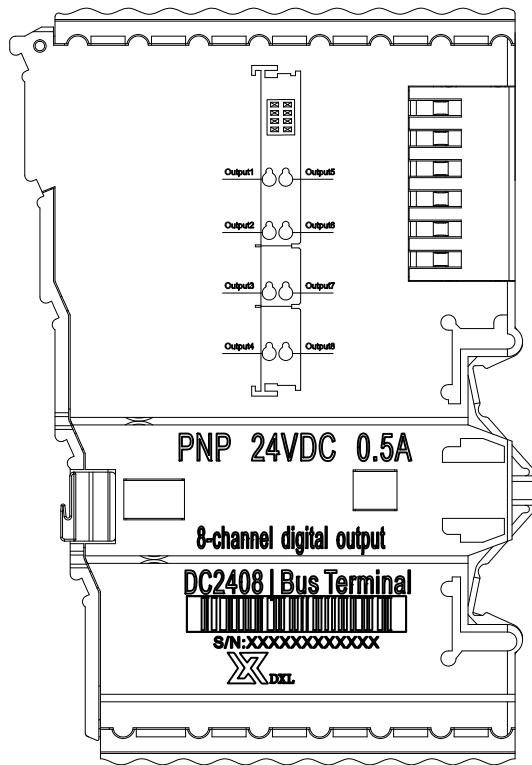 Output1 Output5
Output2 Output6
Output3 Output7
Output4 Output8
PNP 24VDC 0.5A
8-channel digital output
DC2408 | Bus Terminal
S/N:XXXXXXXXXXXX
DXL